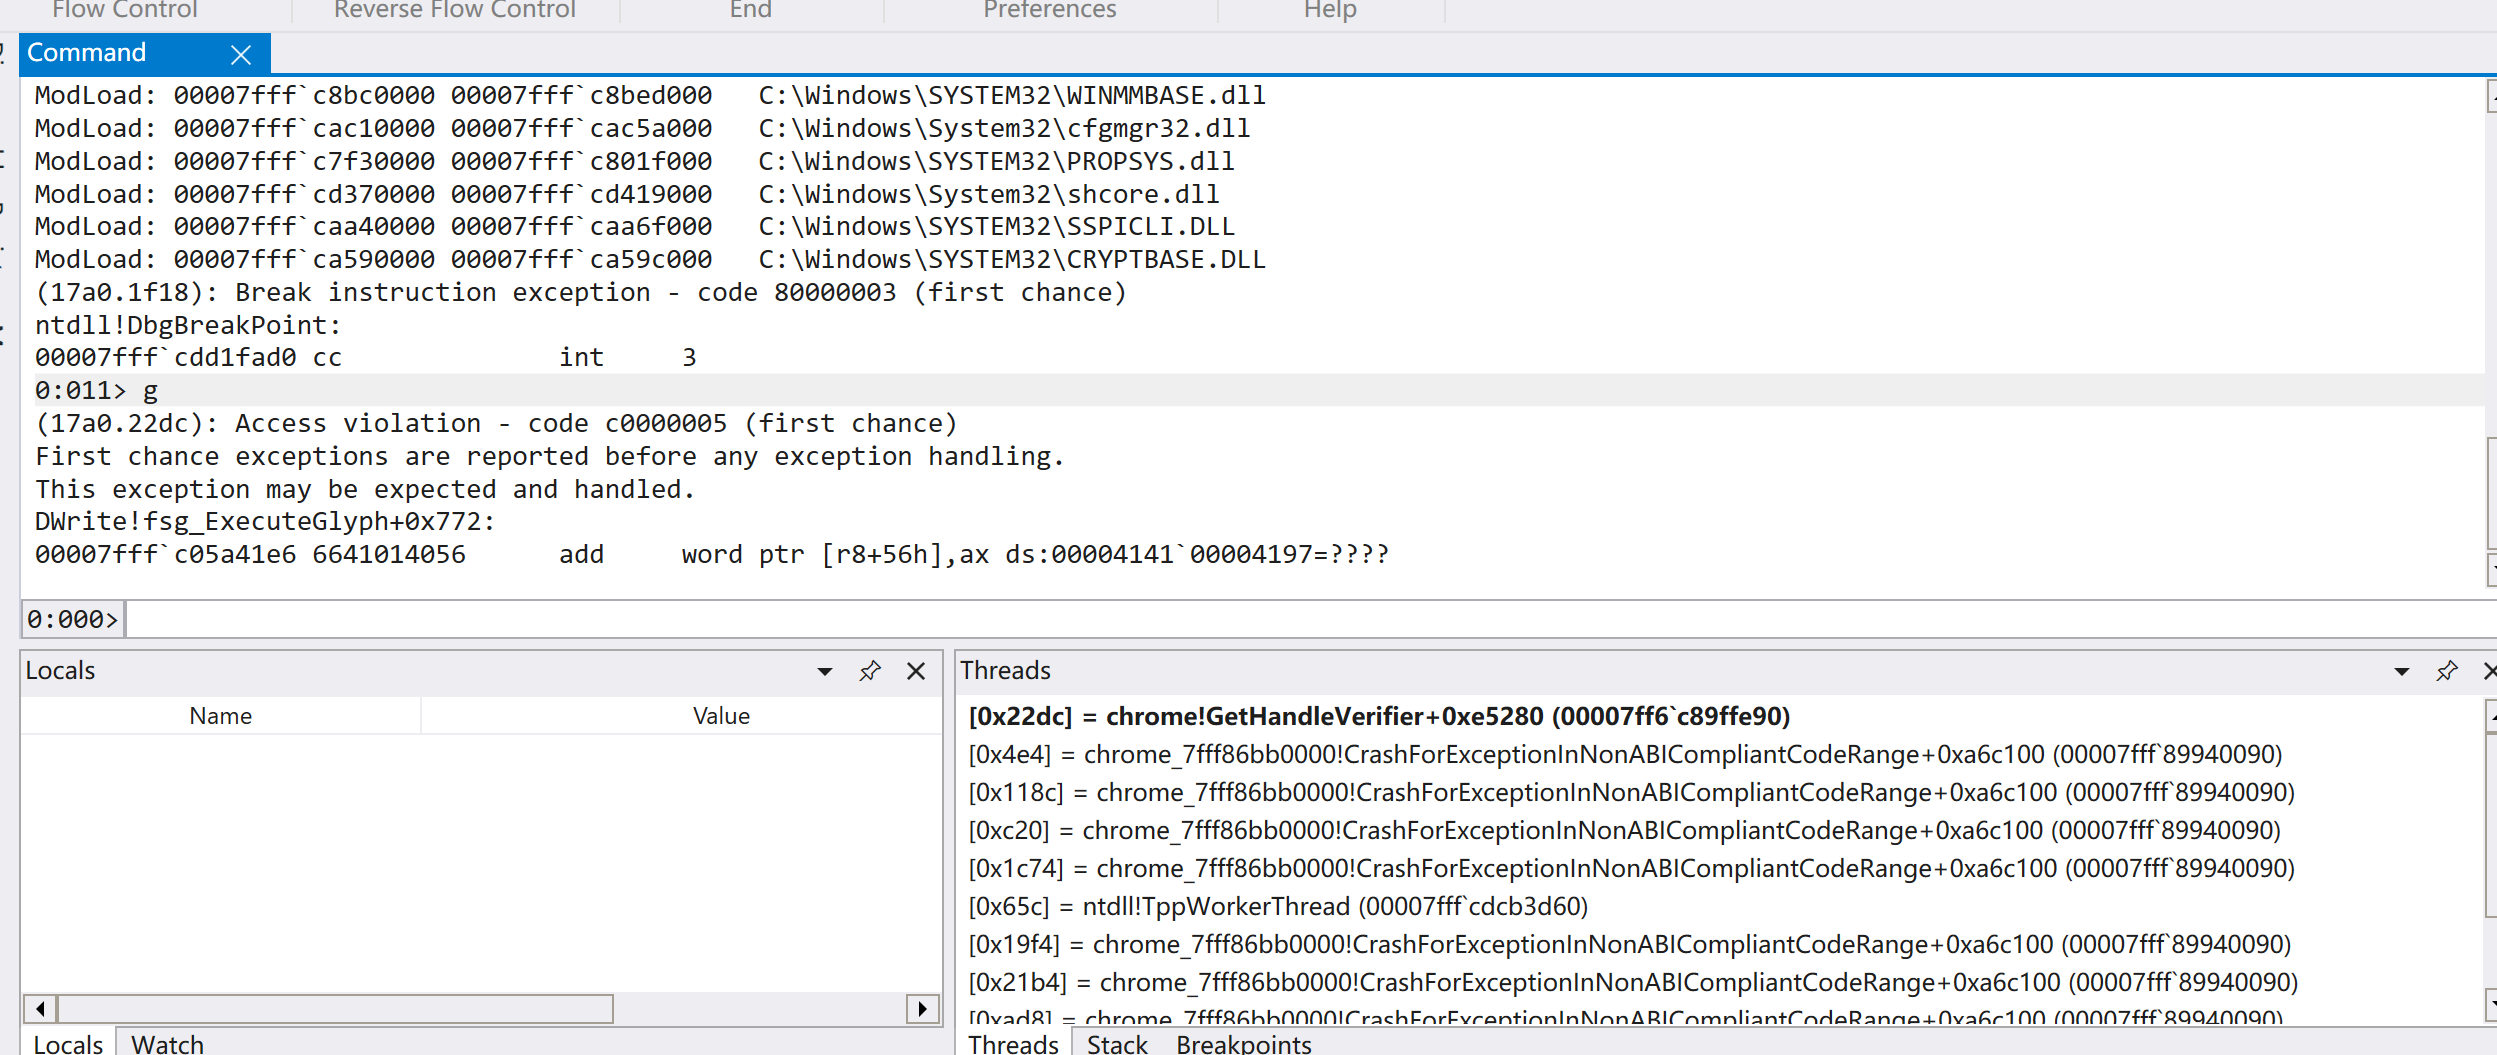 Flow Control Reverse Flow Control End Preferences Help
Command
ModLoad: 00007fff`c8bc0000 00007fff`c8bed000   C:\Windows\SYSTEM32\WINMMBASE.dll
ModLoad: 00007fff`cac10000 00007fff`cac5a000   C:\Windows\System32\cfgmgr32.dll
ModLoad: 00007fff`c7f30000 00007fff`c801f000   C:\Windows\SYSTEM32\PROPSYS.dll
ModLoad: 00007fff`cd370000 00007fff`cd419000   C:\Windows\System32\shcore.dll
ModLoad: 00007fff`caa40000 00007fff`caa6f000   C:\Windows\SYSTEM32\SSPICLI.DLL
ModLoad: 00007fff`ca590000 00007fff`ca59c000   C:\Windows\SYSTEM32\CRYPTBASE.DLL
(17a0.1f18): Break instruction exception - code 80000003 (first chance)
ntdll!DbgBreakPoint:
00007fff`cdd1fad0 cc              int     3
0:011> g
(17a0.22dc): Access violation - code c0000005 (first chance)
First chance exceptions are reported before any exception handling.
This exception may be expected and handled.
DWrite!fsg_ExecuteGlyph+0x772:
00007fff`c05a41e6 6641014056      add     word ptr [r8+56h],ax ds:00004141`00004197=????
0:000>
Locals
Name Value
Locals Watch
Threads
[0x22dc] = chrome!GetHandleVerifier+0xe5280 (00007ff6`c89ffe90)
[0x4e4] = chrome_7fff86bb0000!CrashForExceptionInNonABICompliantCodeRange+0xa6c100 (00007fff`89940090)
[0x118c] = chrome_7fff86bb0000!CrashForExceptionInNonABICompliantCodeRange+0xa6c100 (00007fff`89940090)
[0xc20] = chrome_7fff86bb0000!CrashForExceptionInNonABICompliantCodeRange+0xa6c100 (00007fff`89940090)
[0x1c74] = chrome_7fff86bb0000!CrashForExceptionInNonABICompliantCodeRange+0xa6c100 (00007fff`89940090)
[0x65c] = ntdll!TppWorkerThread (00007fff`cdcb3d60)
[0x19f4] = chrome_7fff86bb0000!CrashForExceptionInNonABICompliantCodeRange+0xa6c100 (00007fff`89940090)
[0x21b4] = chrome_7fff86bb0000!CrashForExceptionInNonABICompliantCodeRange+0xa6c100 (00007fff`89940090)
[0xad8] = chrome_7fff86bb0000!CrashForExceptionInNonABICompliantCodeRange+0xa6c100 (00007fff`89940090)
Threads Stack Breakpoints